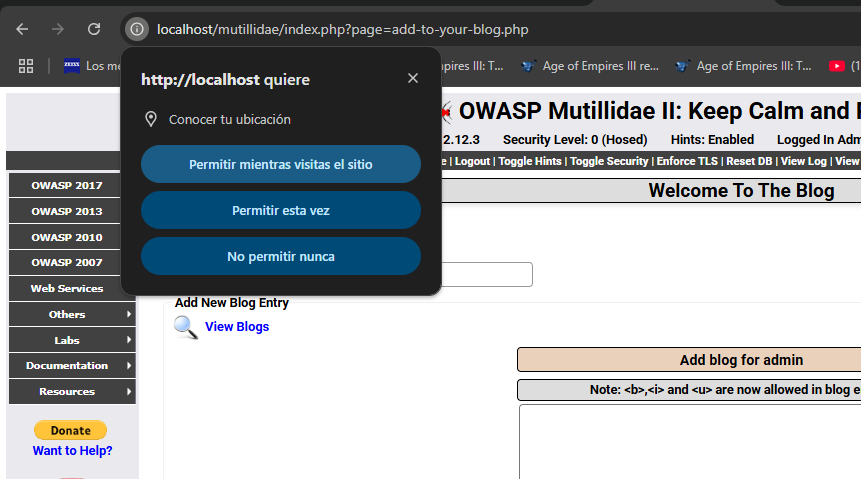 localhost/mutillidae/index.php?page=add-to-your-blog.php
ZEISS Los me
pires III: T... Age of Empires III re... Age of Empires III: T... (1
http://localhost quiere
Conocer tu ubicación
Permitir mientras visitas el sitio
Permitir esta vez
No permitir nunca
OWASP Mutillidae II: Keep Calm and
2.12.3 Security Level: 0 (Hosed) Hints: Enabled Logged In Adm
e | Logout | Toggle Hints | Toggle Security | Enforce TLS | Reset DB | View Log | View
OWASP 2017
OWASP 2013
OWASP 2010
OWASP 2007
Web Services
Others
Labs
Documentation
Resources
Donate
Want to Help?
Welcome To The Blog
Add New Blog Entry
View Blogs
Add blog for admin
Note: <b>,<i> and <u> are now allowed in blog e